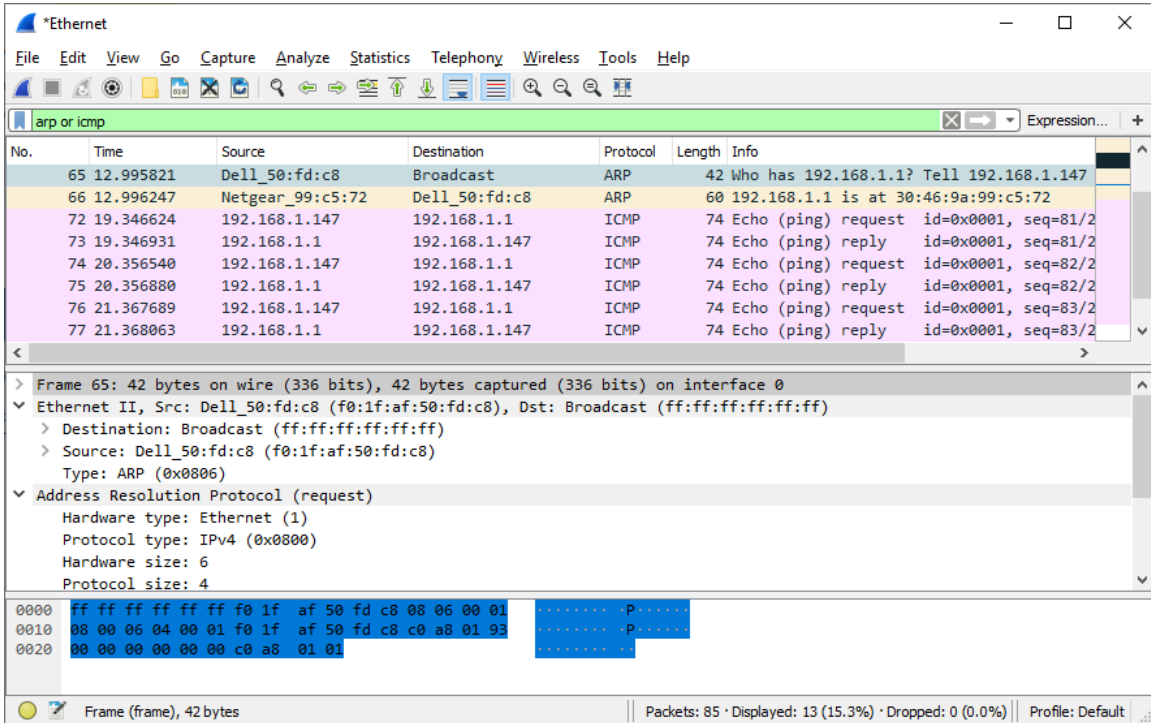 *Ethernet
File Edit View Go Capture Analyze Statistics Telephony Wireless Tools Help
arp or icmp Expression... +
No. Time Source Destination Protocol Length Info
65 12.995821 Dell_50:fd:c8 Broadcast ARP 42 Who has 192.168.1.1? Tell 192.168.1.147
66 12.996247 Netgear_99:c5:72 Dell_50:fd:c8 ARP 60 192.168.1.1 is at 30:46:9a:99:c5:72
72 19.346624 192.168.1.147 192.168.1.1 ICMP 74 Echo (ping) request id=0x0001, seq=81/2
73 19.346931 192.168.1.1 192.168.1.147 ICMP 74 Echo (ping) reply id=0x0001, seq=81/2
74 20.356540 192.168.1.147 192.168.1.1 ICMP 74 Echo (ping) request id=0x0001, seq=82/2
75 20.356880 192.168.1.1 192.168.1.147 ICMP 74 Echo (ping) reply id=0x0001, seq=82/2
76 21.367689 192.168.1.147 192.168.1.1 ICMP 74 Echo (ping) request id=0x0001, seq=83/2
77 21.368063 192.168.1.1 192.168.1.147 ICMP 74 Echo (ping) reply id=0x0001, seq=83/2
Frame 65: 42 bytes on wire (336 bits), 42 bytes captured (336 bits) on interface 0
Ethernet II, Src: Dell_50:fd:c8 (f0:1f:af:50:fd:c8), Dst: Broadcast (ff:ff:ff:ff:ff:ff)
Destination: Broadcast (ff:ff:ff:ff:ff:ff)
Source: Dell_50:fd:c8 (f0:1f:af:50:fd:c8)
Type: ARP (0x0806)
Address Resolution Protocol (request)
Hardware type: Ethernet (1)
Protocol type: IPv4 (0x0800)
Hardware size: 6
Protocol size: 4
0000 ff ff ff ff ff ff f0 1f af 50 fd c8 08 06 00 01 ········ ·P······
0010 08 00 06 04 00 01 f0 1f af 50 fd c8 c0 a8 01 93 ········ ·P······
0020 00 00 00 00 00 00 c0 a8 01 01 ········ ··
Frame (frame), 42 bytes Packets: 85 · Displayed: 13 (15.3%) · Dropped: 0 (0.0%) Profile: Default